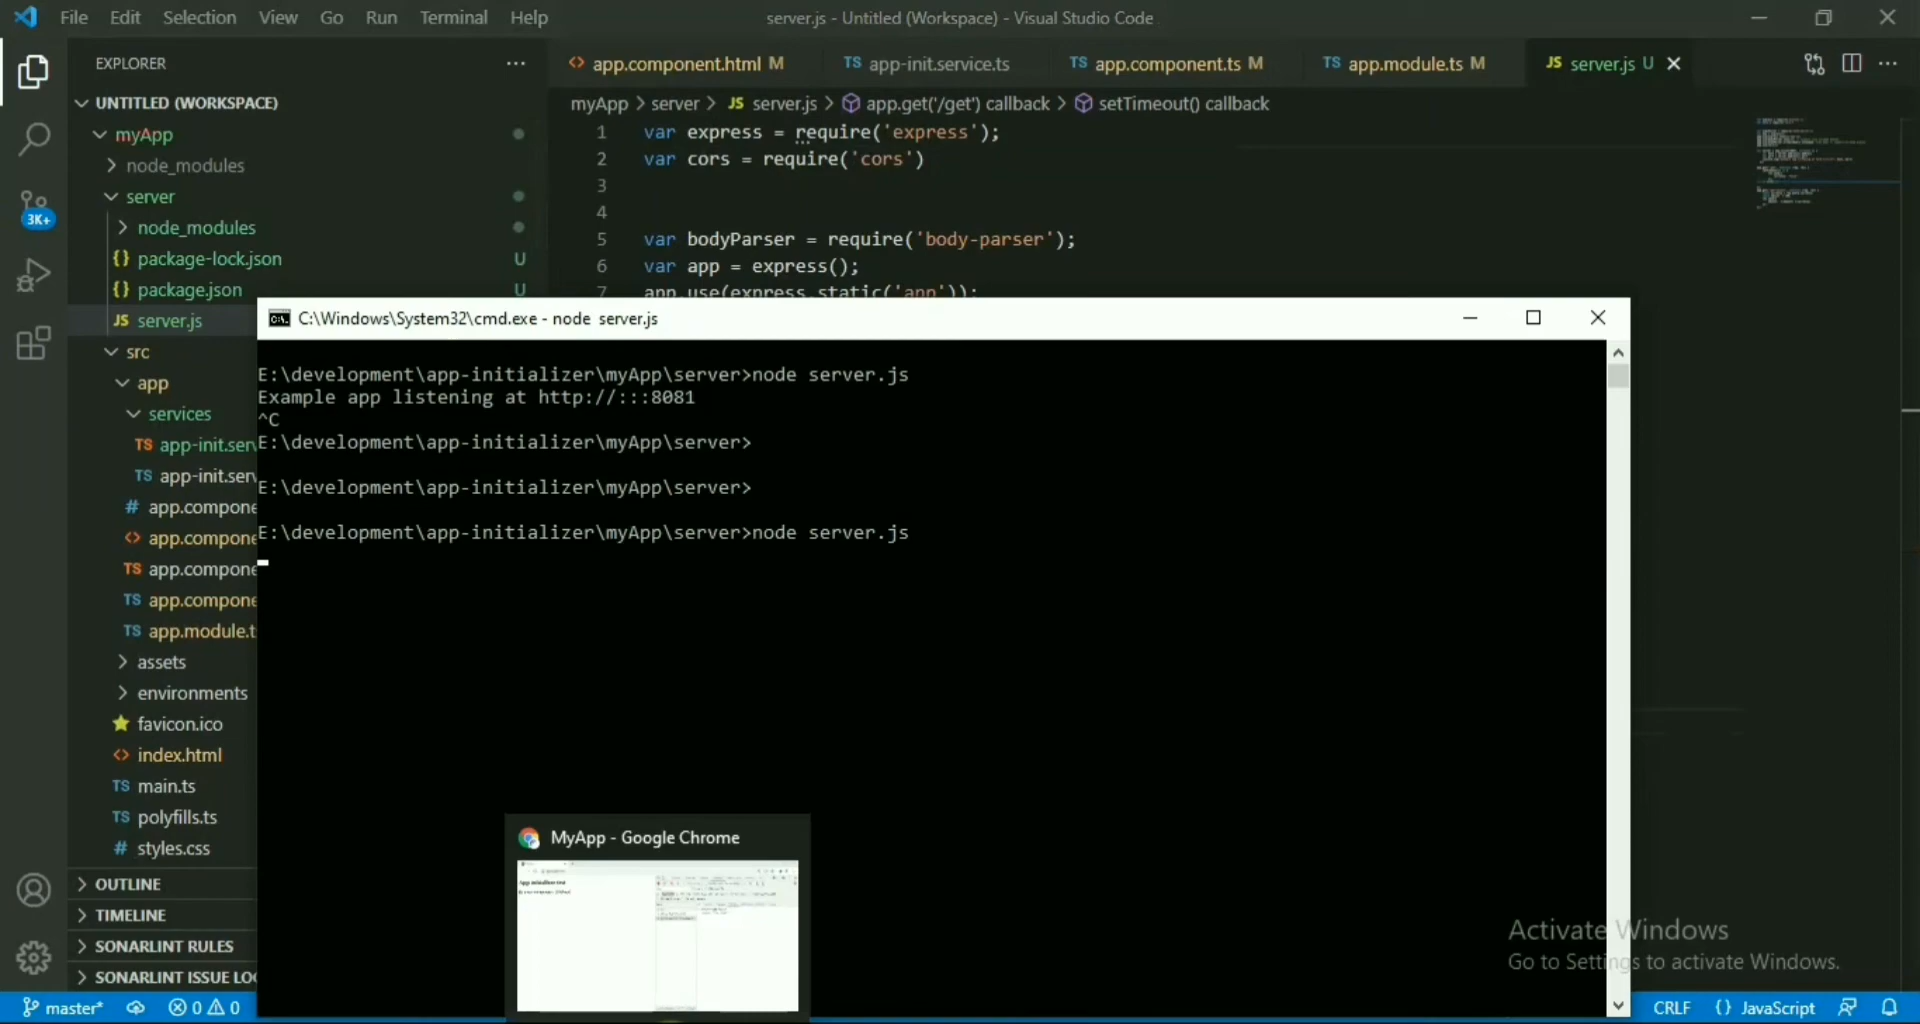 File Edit Selection View Go Run Terminal Help
server.js - Untitled (Workspace) - Visual Studio Code
EXPLORER
app.component.html M
TS app-init.service.ts
TS app.component.ts M
TS app.module.ts M
JS server.js U
UNTITLED (WORKSPACE)
myApp > server > JS server.js > app.get('/get') callback > setTimeout() callback
myApp
node_modules
server
node_modules
{} package-lock.json U
{} package.json U
JS server.js
src
app
services
TS app-init.serv
TS app-init.serv
# app.compone
<> app.compone
TS app.compone
TS app.compone
TS app.module.t
assets
environments
favicon.ico
<> index.html
TS main.ts
TS polyfills.ts
# styles.css
OUTLINE
TIMELINE
SONARLINT RULES
SONARLINT ISSUE LO
3K+
1 var express = require('express');
2 var cors = require('cors')
3
4
5 var bodyParser = require('body-parser');
6 var app = express();
7 app.use(express.static('app'));
C:\Windows\System32\cmd.exe - node server.js
E:\development\app-initializer\myApp\server>node server.js
Example app listening at http://:::8081
^C
E:\development\app-initializer\myApp\server>
E:\development\app-initializer\myApp\server>
E:\development\app-initializer\myApp\server>node server.js
MyApp - Google Chrome
Activate Windows
Go to Settings to activate Windows.
master* 0 0
CRLF {} JavaScript